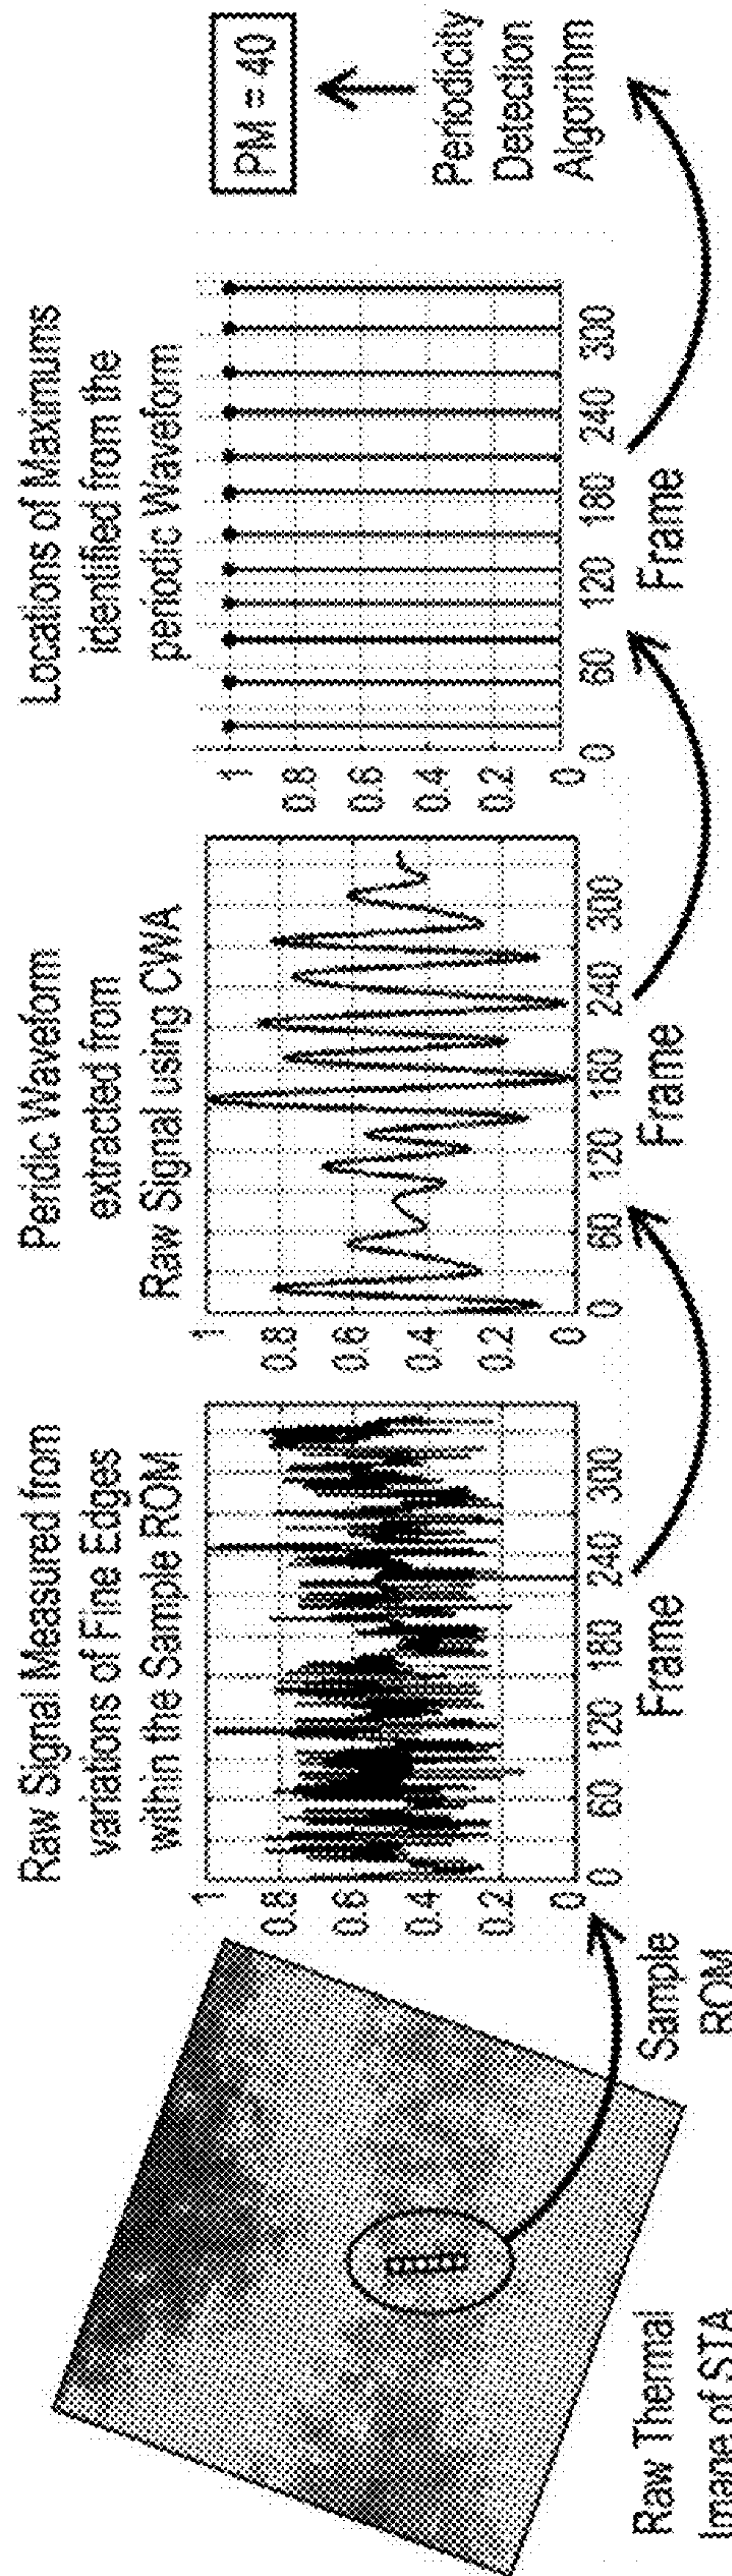 Raw Thermal
Image of STA
Sample
ROM
Raw Signal Measured from
variations of Fine Edges
within the Sample ROM
1
0.8
0.6
0.4
0.2
0
0 60 120 180 240 300
Frame
Peridic Waveform
extracted from
Raw Signal using CWA
1
0.8
0.6
0.4
0.2
0
0 60 120 180 240 300
Frame
Locations of Maximums
identified from the
periodic Waveform
1
0.8
0.6
0.4
0.2
0
0 60 120 180 240 300
Frame
PM = 40
Periodicity
Detection
Algorithm